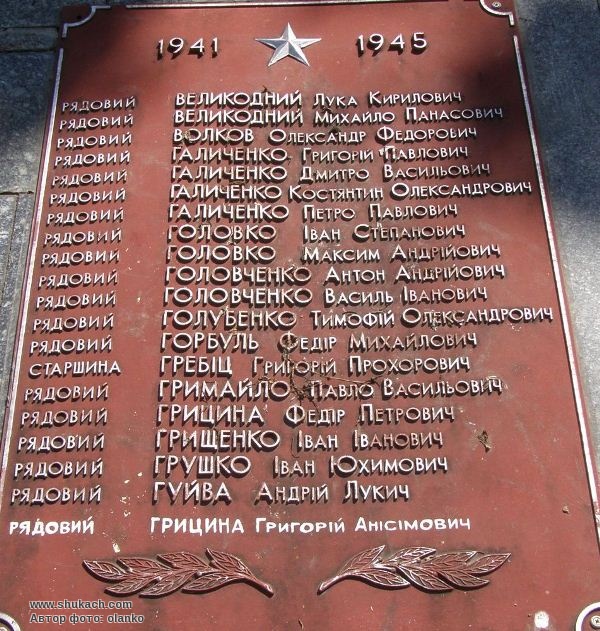 1941 1945
РЯДОВИЙ ВЕЛИКОДНИЙ ЛУКА КИРИЛОВИЧ
РЯДОВИЙ ВЕЛИКОДНИЙ МИХАЙЛО ПАНАСОВИЧ
РЯДОВИЙ ВОЛКОВ ОЛЕКСАНДР ФЕДОРОВИЧ
РЯДОВИЙ ГАЛИЧЕНКО ГРИГОРІЙ ПАВЛОВИЧ
РЯДОВИЙ ГАЛИЧЕНКО ДМИТРО ВАСИЛЬОВИЧ
РЯДОВИЙ ГАЛИЧЕНКО КОСТЯНТИН ОЛЕКСАНДРОВИЧ
РЯДОВИЙ ГАЛИЧЕНКО ПЕТРО ПАВЛОВИЧ
РЯДОВИЙ ГОЛОВКО ІВАН СТЕПАНОВИЧ
РЯДОВИЙ ГОЛОВКО МАКСИМ АНДРІЙОВИЧ
РЯДОВИЙ ГОЛОВЧЕНКО АНТОН АНДРІЙОВИЧ
РЯДОВИЙ ГОЛОВЧЕНКО ВАСИЛЬ ІВАНОВИЧ
РЯДОВИЙ ГОЛУБЕНКО ТИМОФІЙ ОЛЕКСАНДРОВИЧ
РЯДОВИЙ ГОРБУЛЬ ФЕДІР МИХАЙЛОВИЧ
СТАРШИНА ГРЕБІЦ ГРИГОРІЙ ПРОХОРОВИЧ
РЯДОВИЙ ГРИМАЙЛО ПАВЛО ВАСИЛЬОВИЧ
РЯДОВИЙ ГРИЦИНА ФЕДІР ПЕТРОВИЧ
РЯДОВИЙ ГРИЩЕНКО ІВАН ІВАНОВИЧ
РЯДОВИЙ ГРУШКО ІВАН ЮХИМОВИЧ
РЯДОВИЙ ГУЙВА АНДРІЙ ЛУКИЧ
РЯДОВИЙ ГРИЦИНА ГРИГОРІЙ АНІСІМОВИЧ
www.shukach.com
Автор фото: olanko